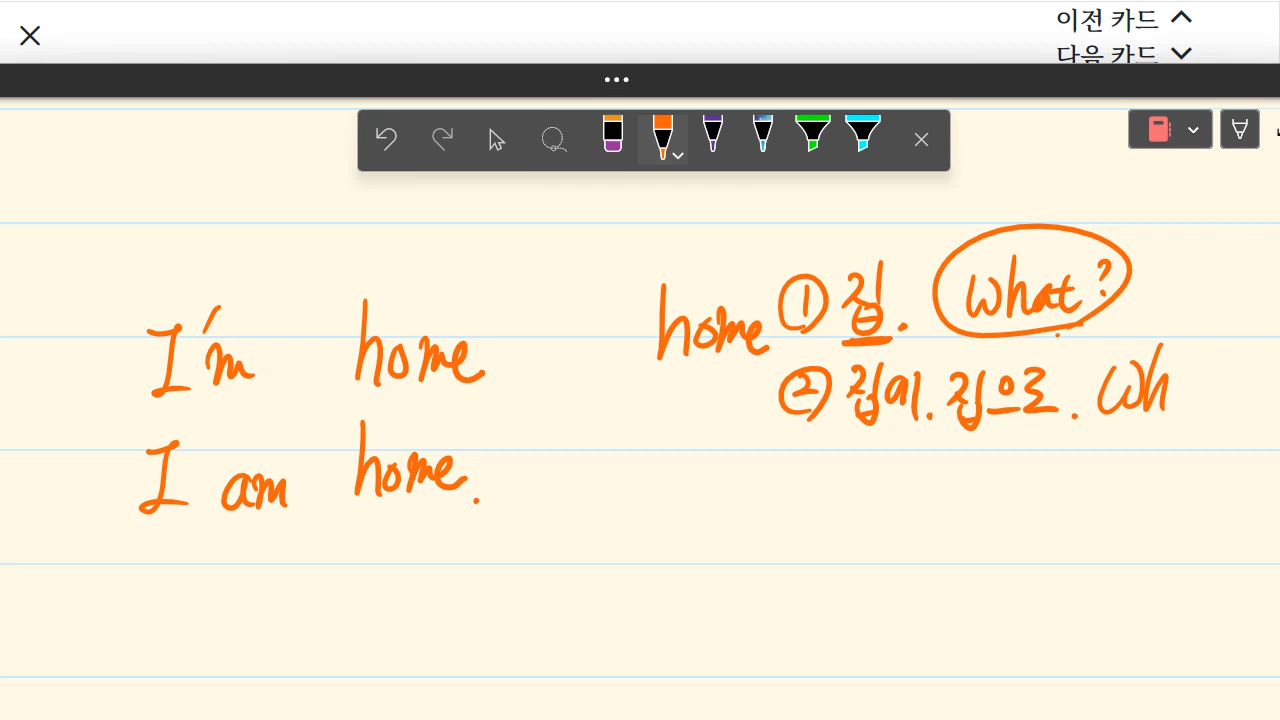 이전 카드
다음 카드
I'm home
I am home.
home ① 집. What?
② 집에. 집으로. Wh